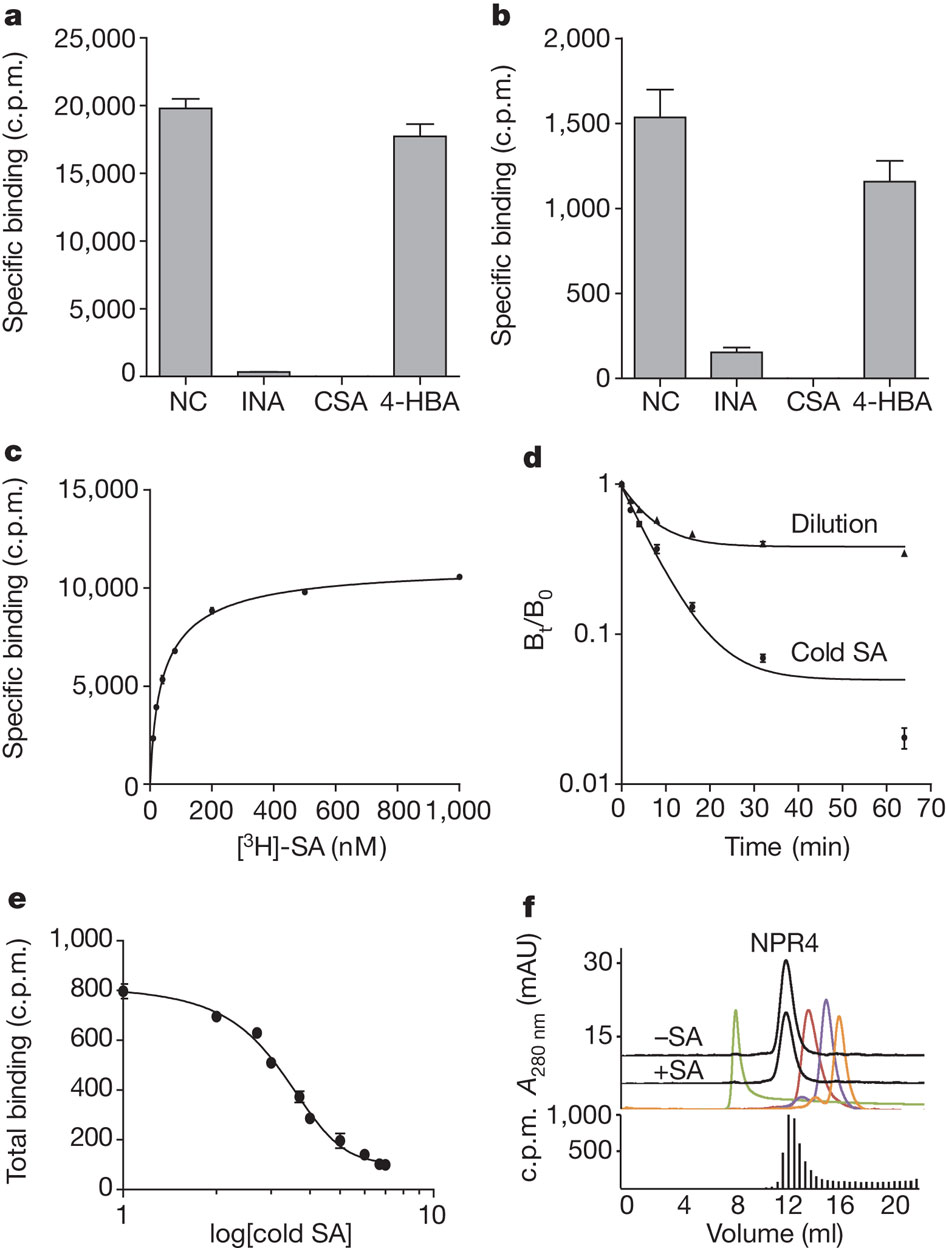 a
Specific binding (c.p.m.)
25,000
20,000
15,000
10,000
5,000
0
NC INA CSA 4-HBA
b
Specific binding (c.p.m.)
2,000
1,500
1,000
500
0
NC INA CSA 4-HBA
c
Specific binding (c.p.m.)
15,000
10,000
5,000
0
0 200 400 600 800 1,000
[³H]-SA (nM)
d
Bₜ/B₀
1
0.1
0.01
Dilution
Cold SA
0 10 20 30 40 50 60 70
Time (min)
e
Total binding (c.p.m.)
1,000
800
600
400
200
0
1 10
log[cold SA]
f
NPR4
A₂₈₀ ₙₘ (mAU)
30
15
–SA
+SA
c.p.m.
1,000
500
0 4 8 12 16 20
Volume (ml)